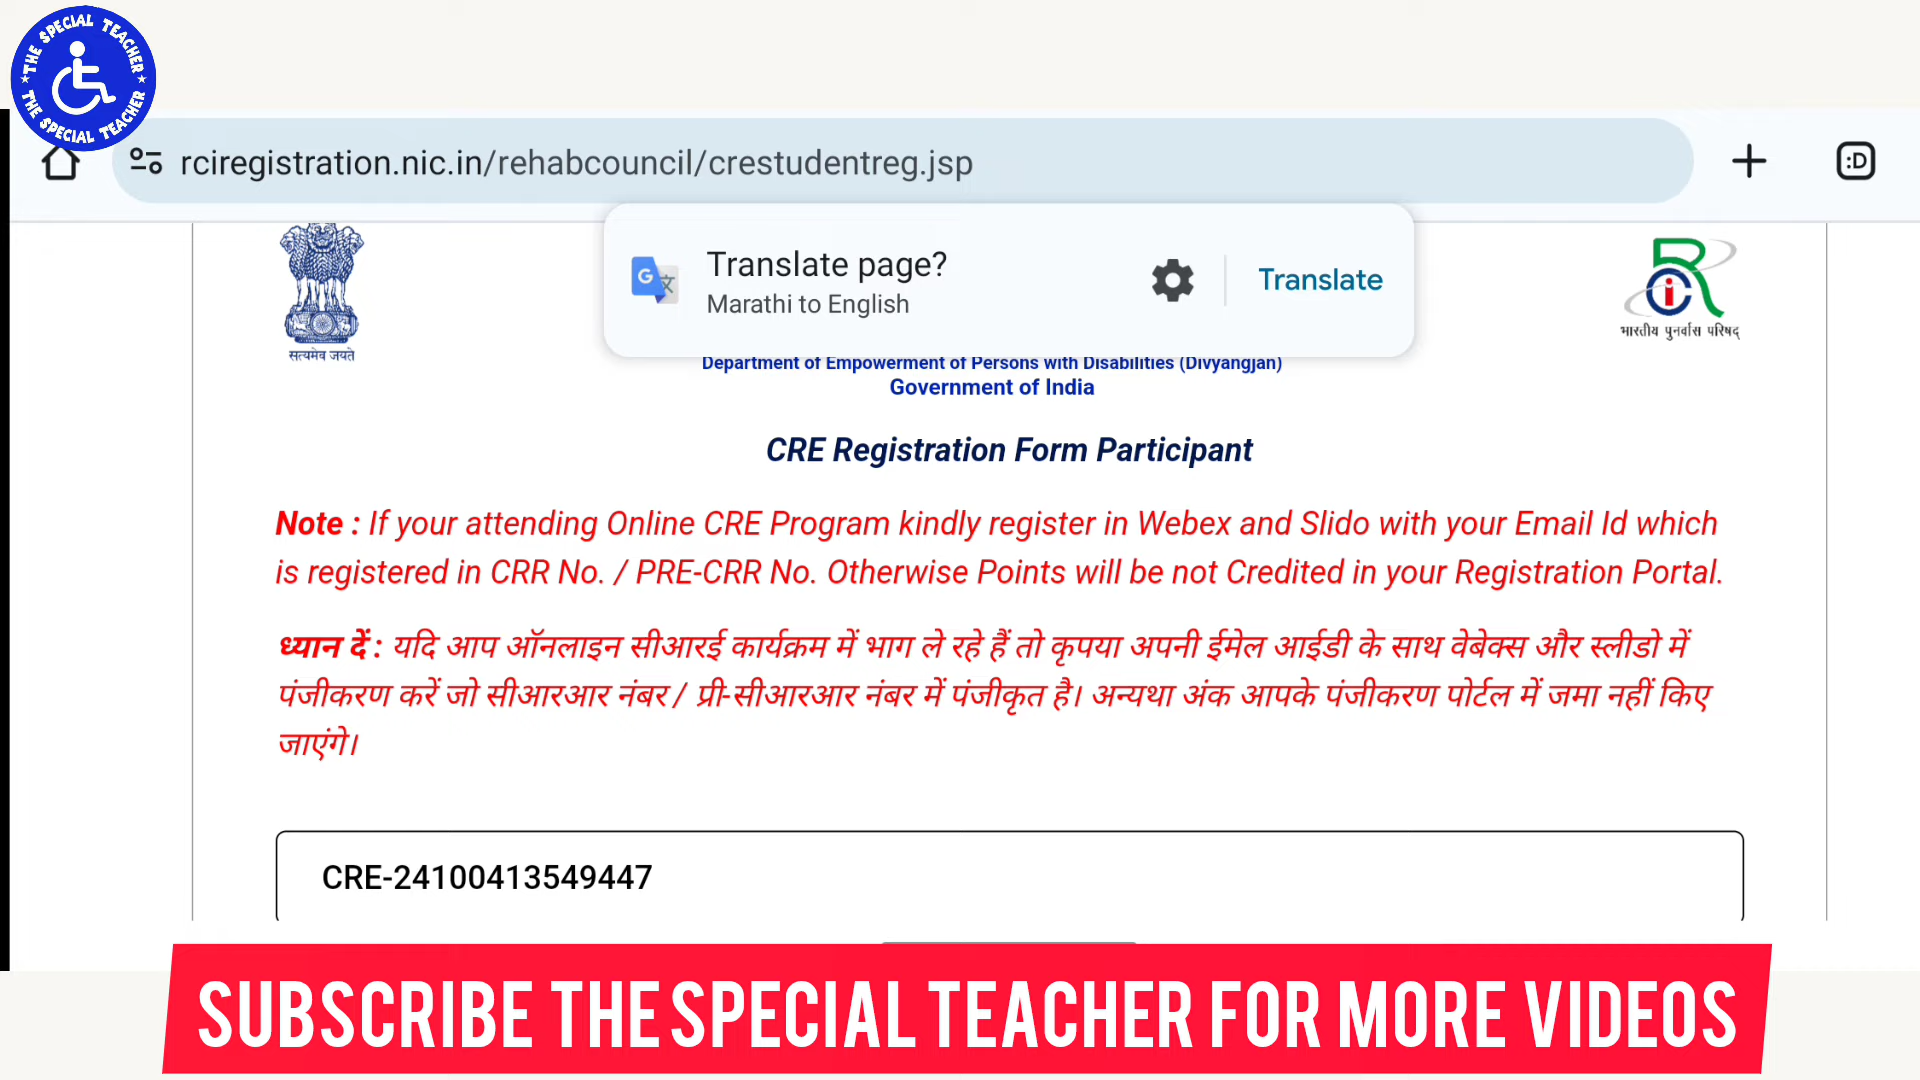 THE SPECIAL TEACHER
THE SPECIAL TEACHER
rciregistration.nic.in/rehabcouncil/crestudentreg.jsp
:D
Translate page?
Marathi to English
Translate
सत्यमेव जयते
भारतीय पुनर्वास परिषद्
Department of Empowerment of Persons with Disabilities (Divyangjan)
Government of India
CRE Registration Form Participant
Note : If your attending Online CRE Program kindly register in Webex and Slido with your Email Id which
is registered in CRR No. / PRE-CRR No. Otherwise Points will be not Credited in your Registration Portal.
ध्यान दें : यदि आप ऑनलाइन सीआरई कार्यक्रम में भाग ले रहे हैं तो कृपया अपनी ईमेल आईडी के साथ वेबेक्स और स्लीडो में
पंजीकरण करें जो सीआरआर नंबर / प्री-सीआरआर नंबर में पंजीकृत है। अन्यथा अंक आपके पंजीकरण पोर्टल में जमा नहीं किए
जाएंगे।
CRE-24100413549447
SUBSCRIBE THE SPECIAL TEACHER FOR MORE VIDEOS